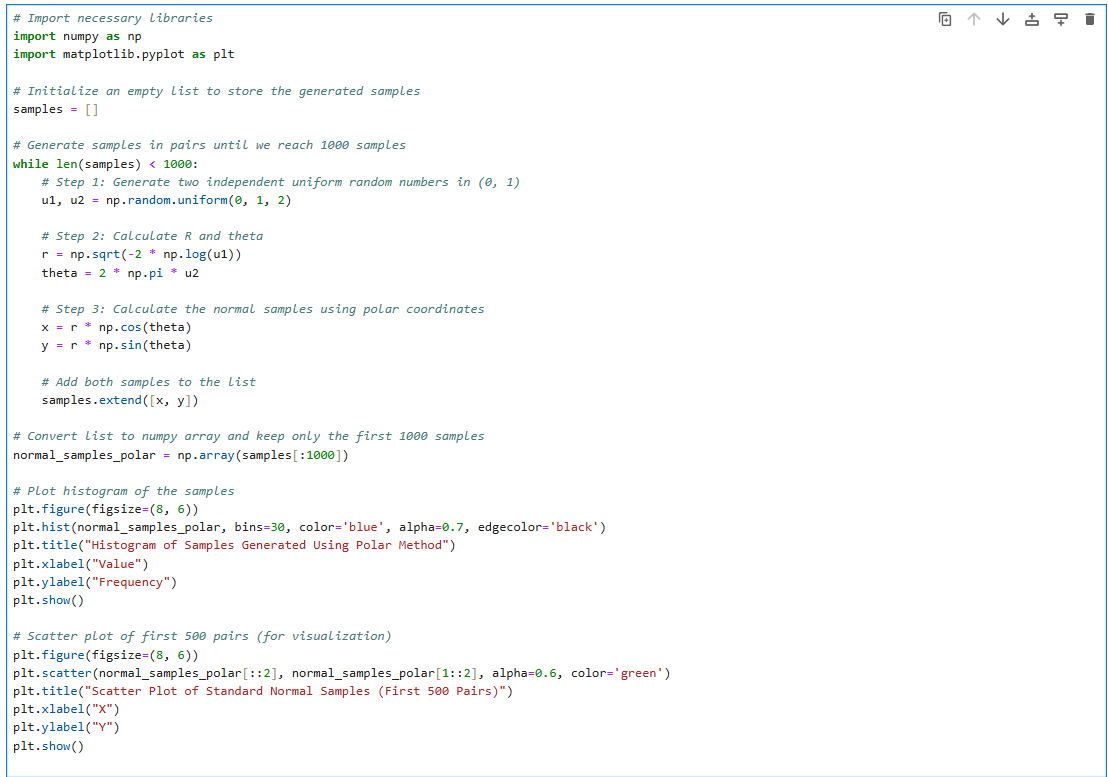 # Import necessary libraries
import numpy as np
import matplotlib.pyplot as plt

# Initialize an empty list to store the generated samples
samples = []

# Generate samples in pairs until we reach 1000 samples
while len(samples) < 1000:
    # Step 1: Generate two independent uniform random numbers in (0, 1)
    u1, u2 = np.random.uniform(0, 1, 2)

    # Step 2: Calculate R and theta
    r = np.sqrt(-2 * np.log(u1))
    theta = 2 * np.pi * u2

    # Step 3: Calculate the normal samples using polar coordinates
    x = r * np.cos(theta)
    y = r * np.sin(theta)

    # Add both samples to the list
    samples.extend([x, y])

# Convert list to numpy array and keep only the first 1000 samples
normal_samples_polar = np.array(samples[:1000])

# Plot histogram of the samples
plt.figure(figsize=(8, 6))
plt.hist(normal_samples_polar, bins=30, color='blue', alpha=0.7, edgecolor='black')
plt.title("Histogram of Samples Generated Using Polar Method")
plt.xlabel("Value")
plt.ylabel("Frequency")
plt.show()

# Scatter plot of first 500 pairs (for visualization)
plt.figure(figsize=(8, 6))
plt.scatter(normal_samples_polar[::2], normal_samples_polar[1::2], alpha=0.6, color='green')
plt.title("Scatter Plot of Standard Normal Samples (First 500 Pairs)")
plt.xlabel("X")
plt.ylabel("Y")
plt.show()